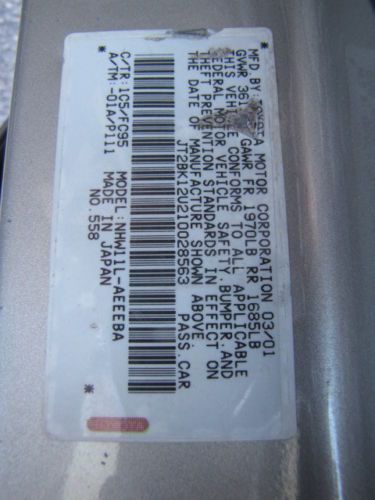 MFD BY: TOYOTA MOTOR CORPORATION 03/01
GVWR 36 GAWR FR 1970LB RR 1685LB
THIS VEHICLE CONFORMS TO ALL APPLICABLE
FEDERAL MOTOR VEHICLE SAFETY, BUMPER, AND
THEFT PREVENTION STANDARDS IN EFFECT ON
THE DATE OF MANUFACTURE SHOWN ABOVE.
JT2BK12U210028563 PASS.CAR
C/TR:1C5/FC95 MODEL:NHW11L-AEEEBA
A/TM:-01A/P111 MADE IN JAPAN
NO.558
TOYOTA